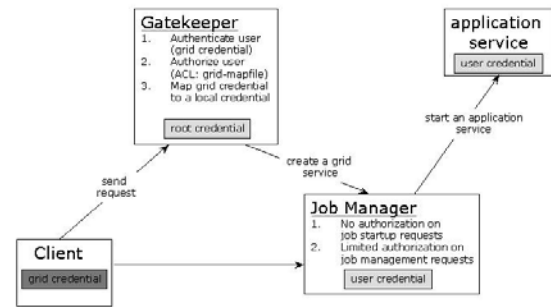 Gatekeeper
1. Authenticate user
(grid credential)
2. Authorize user
(ACL: grid-mapfile)
3. Map grid credential
to a local credential
root credential
application
service
user credential
start an application
service
send
request
create a grid
service
Job Manager
1. No authorization on
job startup requests
2. Limited authorization on
job management requests
user credential
Client
grid credential